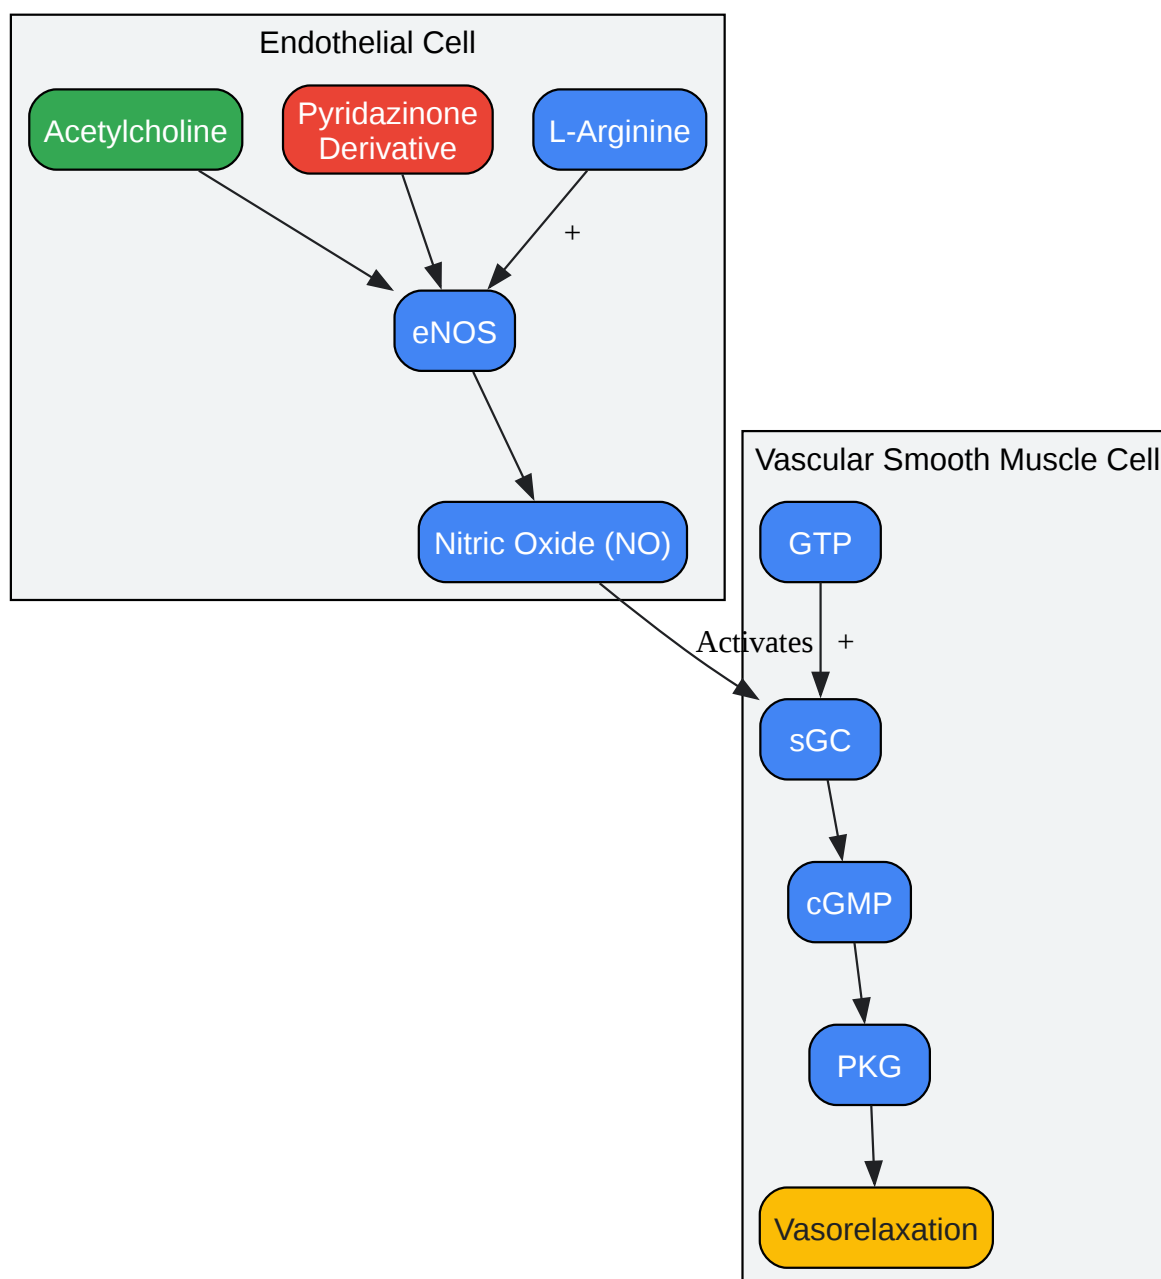 Endothelial Cell
Acetylcholine
Pyridazinone
Derivative
L-Arginine
+
eNOS
Nitric Oxide (NO)
Vascular Smooth Muscle Cell
GTP
Activates
+
sGC
cGMP
PKG
Vasorelaxation